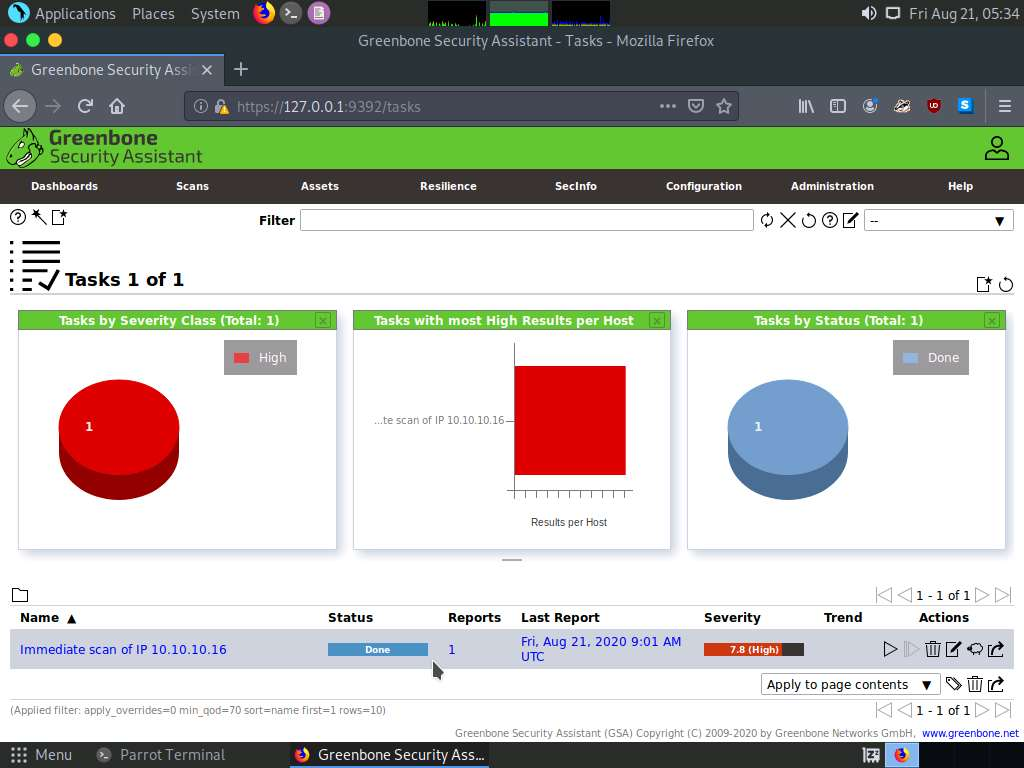 Applications Places System Fri Aug 21, 05:34
Greenbone Security Assistant - Tasks - Mozilla Firefox
Greenbone Security Assi
https://127.0.0.1:9392/tasks
Greenbone
Security Assistant
Dashboards Scans Assets Resilience SecInfo Configuration Administration Help
Filter --
Tasks 1 of 1
Tasks by Severity Class (Total: 1) Tasks with most High Results per Host Tasks by Status (Total: 1)
High Done
...te scan of IP 10.10.10.16
1 1
Results per Host
1 - 1 of 1
Name ▲ Status Reports Last Report Severity Trend Actions
Immediate scan of IP 10.10.10.16 Done 1 Fri, Aug 21, 2020 9:01 AM 7.8 (High)
UTC
Apply to page contents ▼
(Applied filter: apply_overrides=0 min_qod=70 sort=name first=1 rows=10) 1 - 1 of 1
Greenbone Security Assistant (GSA) Copyright (C) 2009-2020 by Greenbone Networks GmbH, www.greenbone.net
Menu Parrot Terminal Greenbone Security Ass...